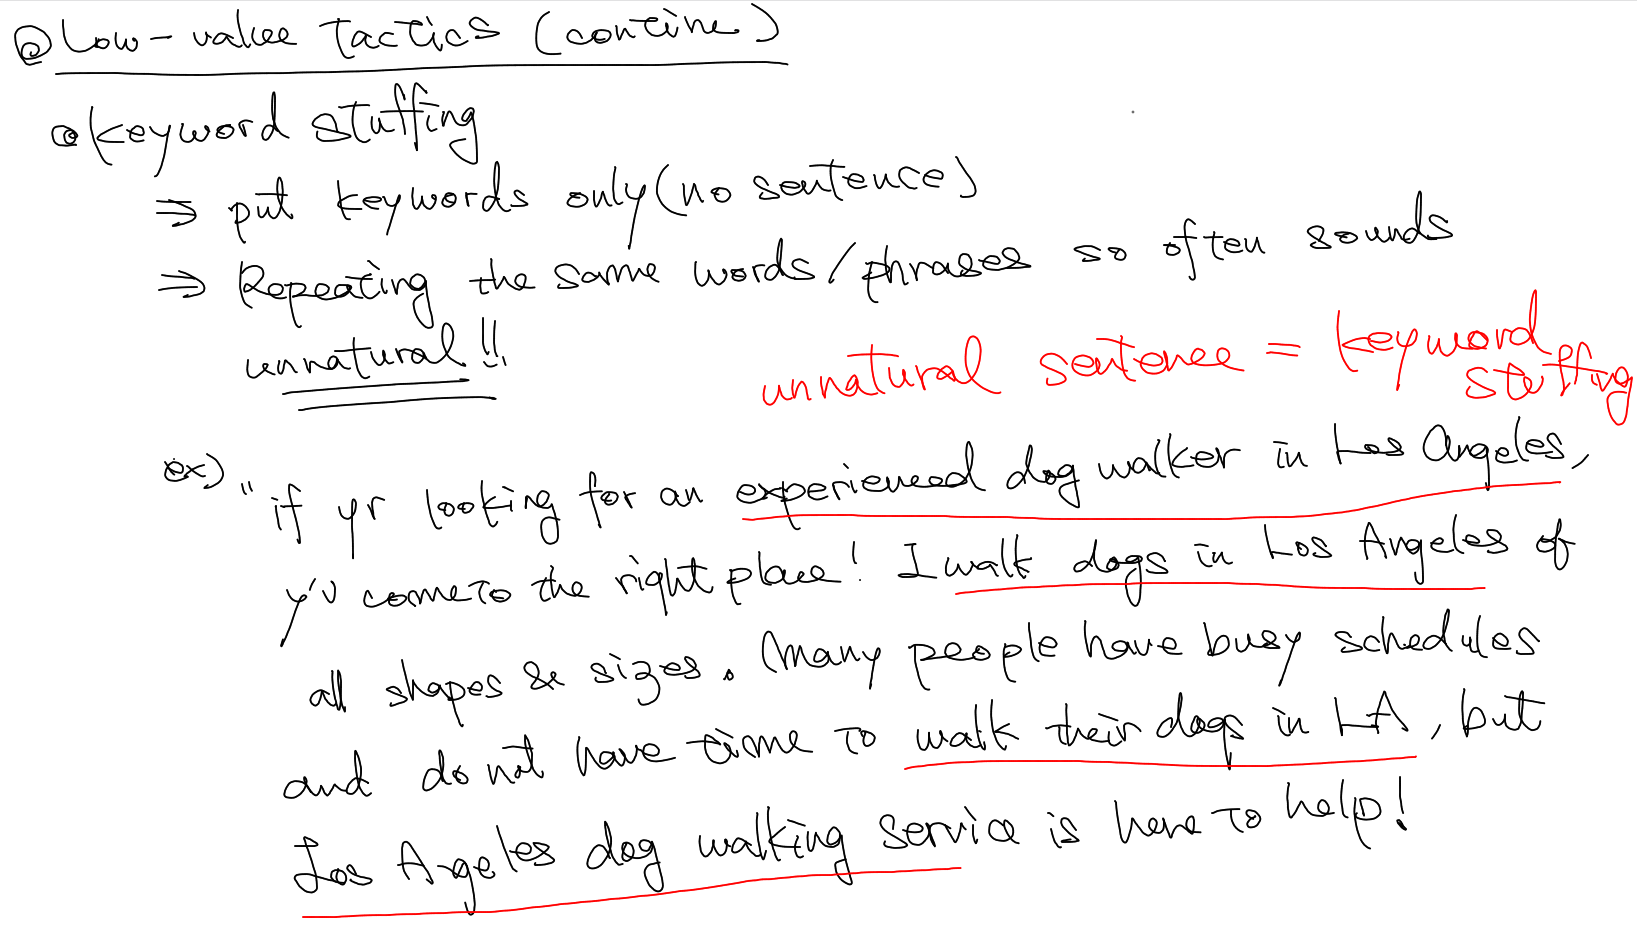 @ Low-value Tactics (contine)
@ keyword stuffing
⇒ put keywords only (no sentence)
⇒ Repeating the same words/phrases so often sounds
unnatural!!
unnatural sentence = keyword
stuffing
ex) "if yr looking for an experienced dog walker in Los Angeles,
y'v come to the right place! I walk dogs in Los Angeles of
all shapes & sizes. Many people have busy schedules
and do not have time to walk their dogs in LA, but
Los Angeles dog walking service is here to help!